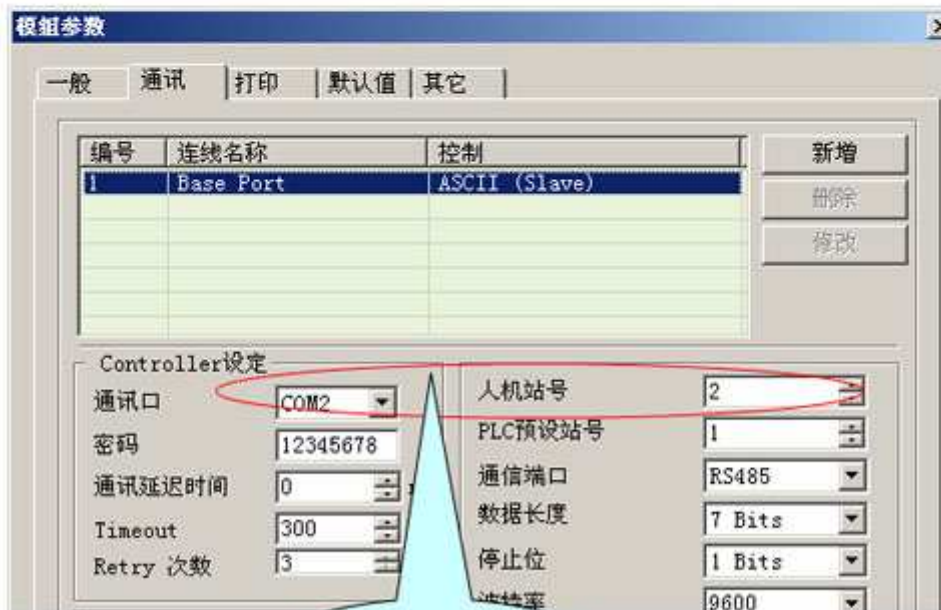 模组参数
一般 通讯 打印 默认值 其它
编号 连线名称 控制 新增
1 Base Port ASCII (Slave)
删除
修改
Controller设定
通讯口 COM2 人机站号 2
密码 12345678 PLC预设站号 1
通讯延迟时间 0 通信端口 RS485
Timeout 300 数据长度 7 Bits
Retry 次数 3 停止位 1 Bits
波特率 9600